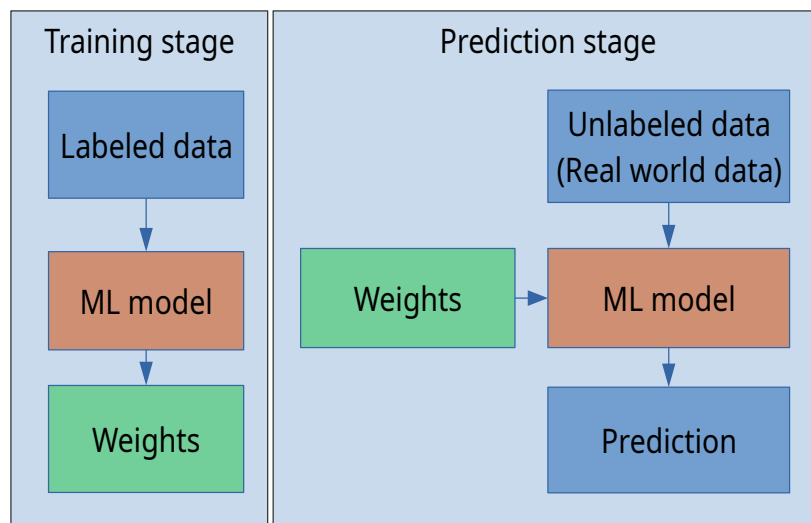 Training stage
Labeled data
ML model
Weights
Prediction stage
Unlabeled data
(Real world data)
Weights
ML model
Prediction